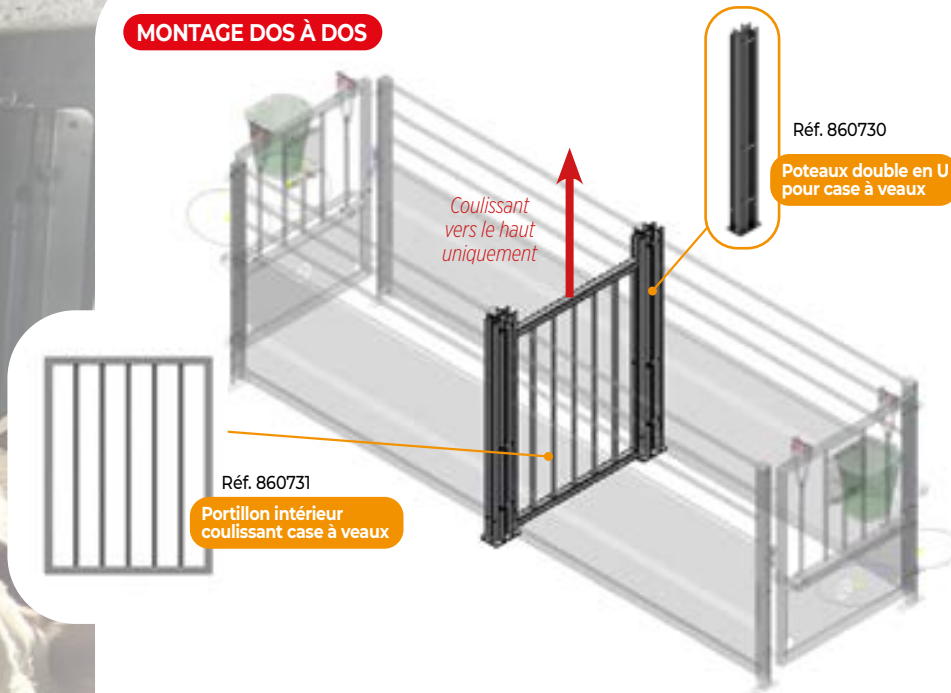 MONTAGE DOS À DOS
Réf. 860730
Poteaux double en U
pour case à veaux
Coulissant
vers le haut
uniquement
Réf. 860731
Portillon intérieur
coulissant case à veaux